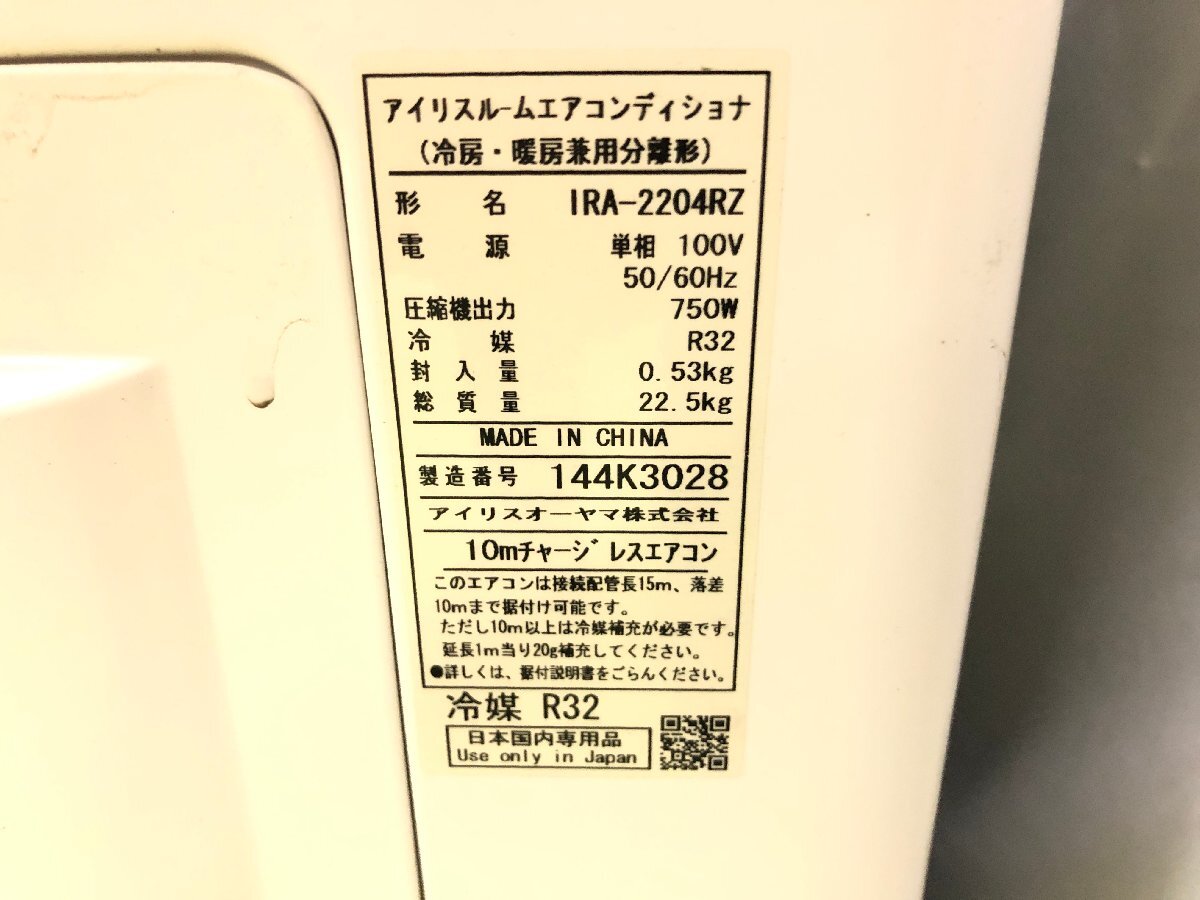 アイリスルームエアコンディショナ
(冷房・暖房兼用分離形)
形名 IRA-2204RZ
電源 単相 100V
50/60Hz
圧縮機出力 750W
冷媒 R32
封入量 0.53kg
総質量 22.5kg
MADE IN CHINA
製造番号 144K3028
アイリスオーヤマ株式会社
10mチャージレスエアコン
このエアコンは接続配管長15m、落差
10mまで据付け可能です。
ただし10m以上は冷媒補充が必要です。
延長1m当り20g補充してください。
●詳しくは、据付説明書をごらんください。
冷媒 R32
日本国内専用品
Use only in Japan